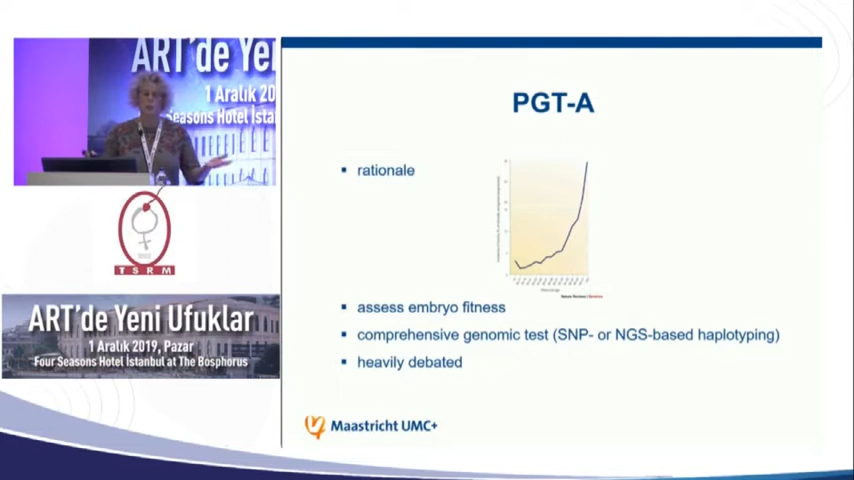 ART'de Yeni
1 Aralık 20
Seasons Hotel İsta
TSRM
ART'de Yeni Ufuklar
1 Aralık 2019, Pazar
Four Seasons Hotel İstanbul at The Bosphorus
PGT-A
▪ rationale
▪ assess embryo fitness
▪ comprehensive genomic test (SNP- or NGS-based haplotyping)
▪ heavily debated
Maastricht UMC+